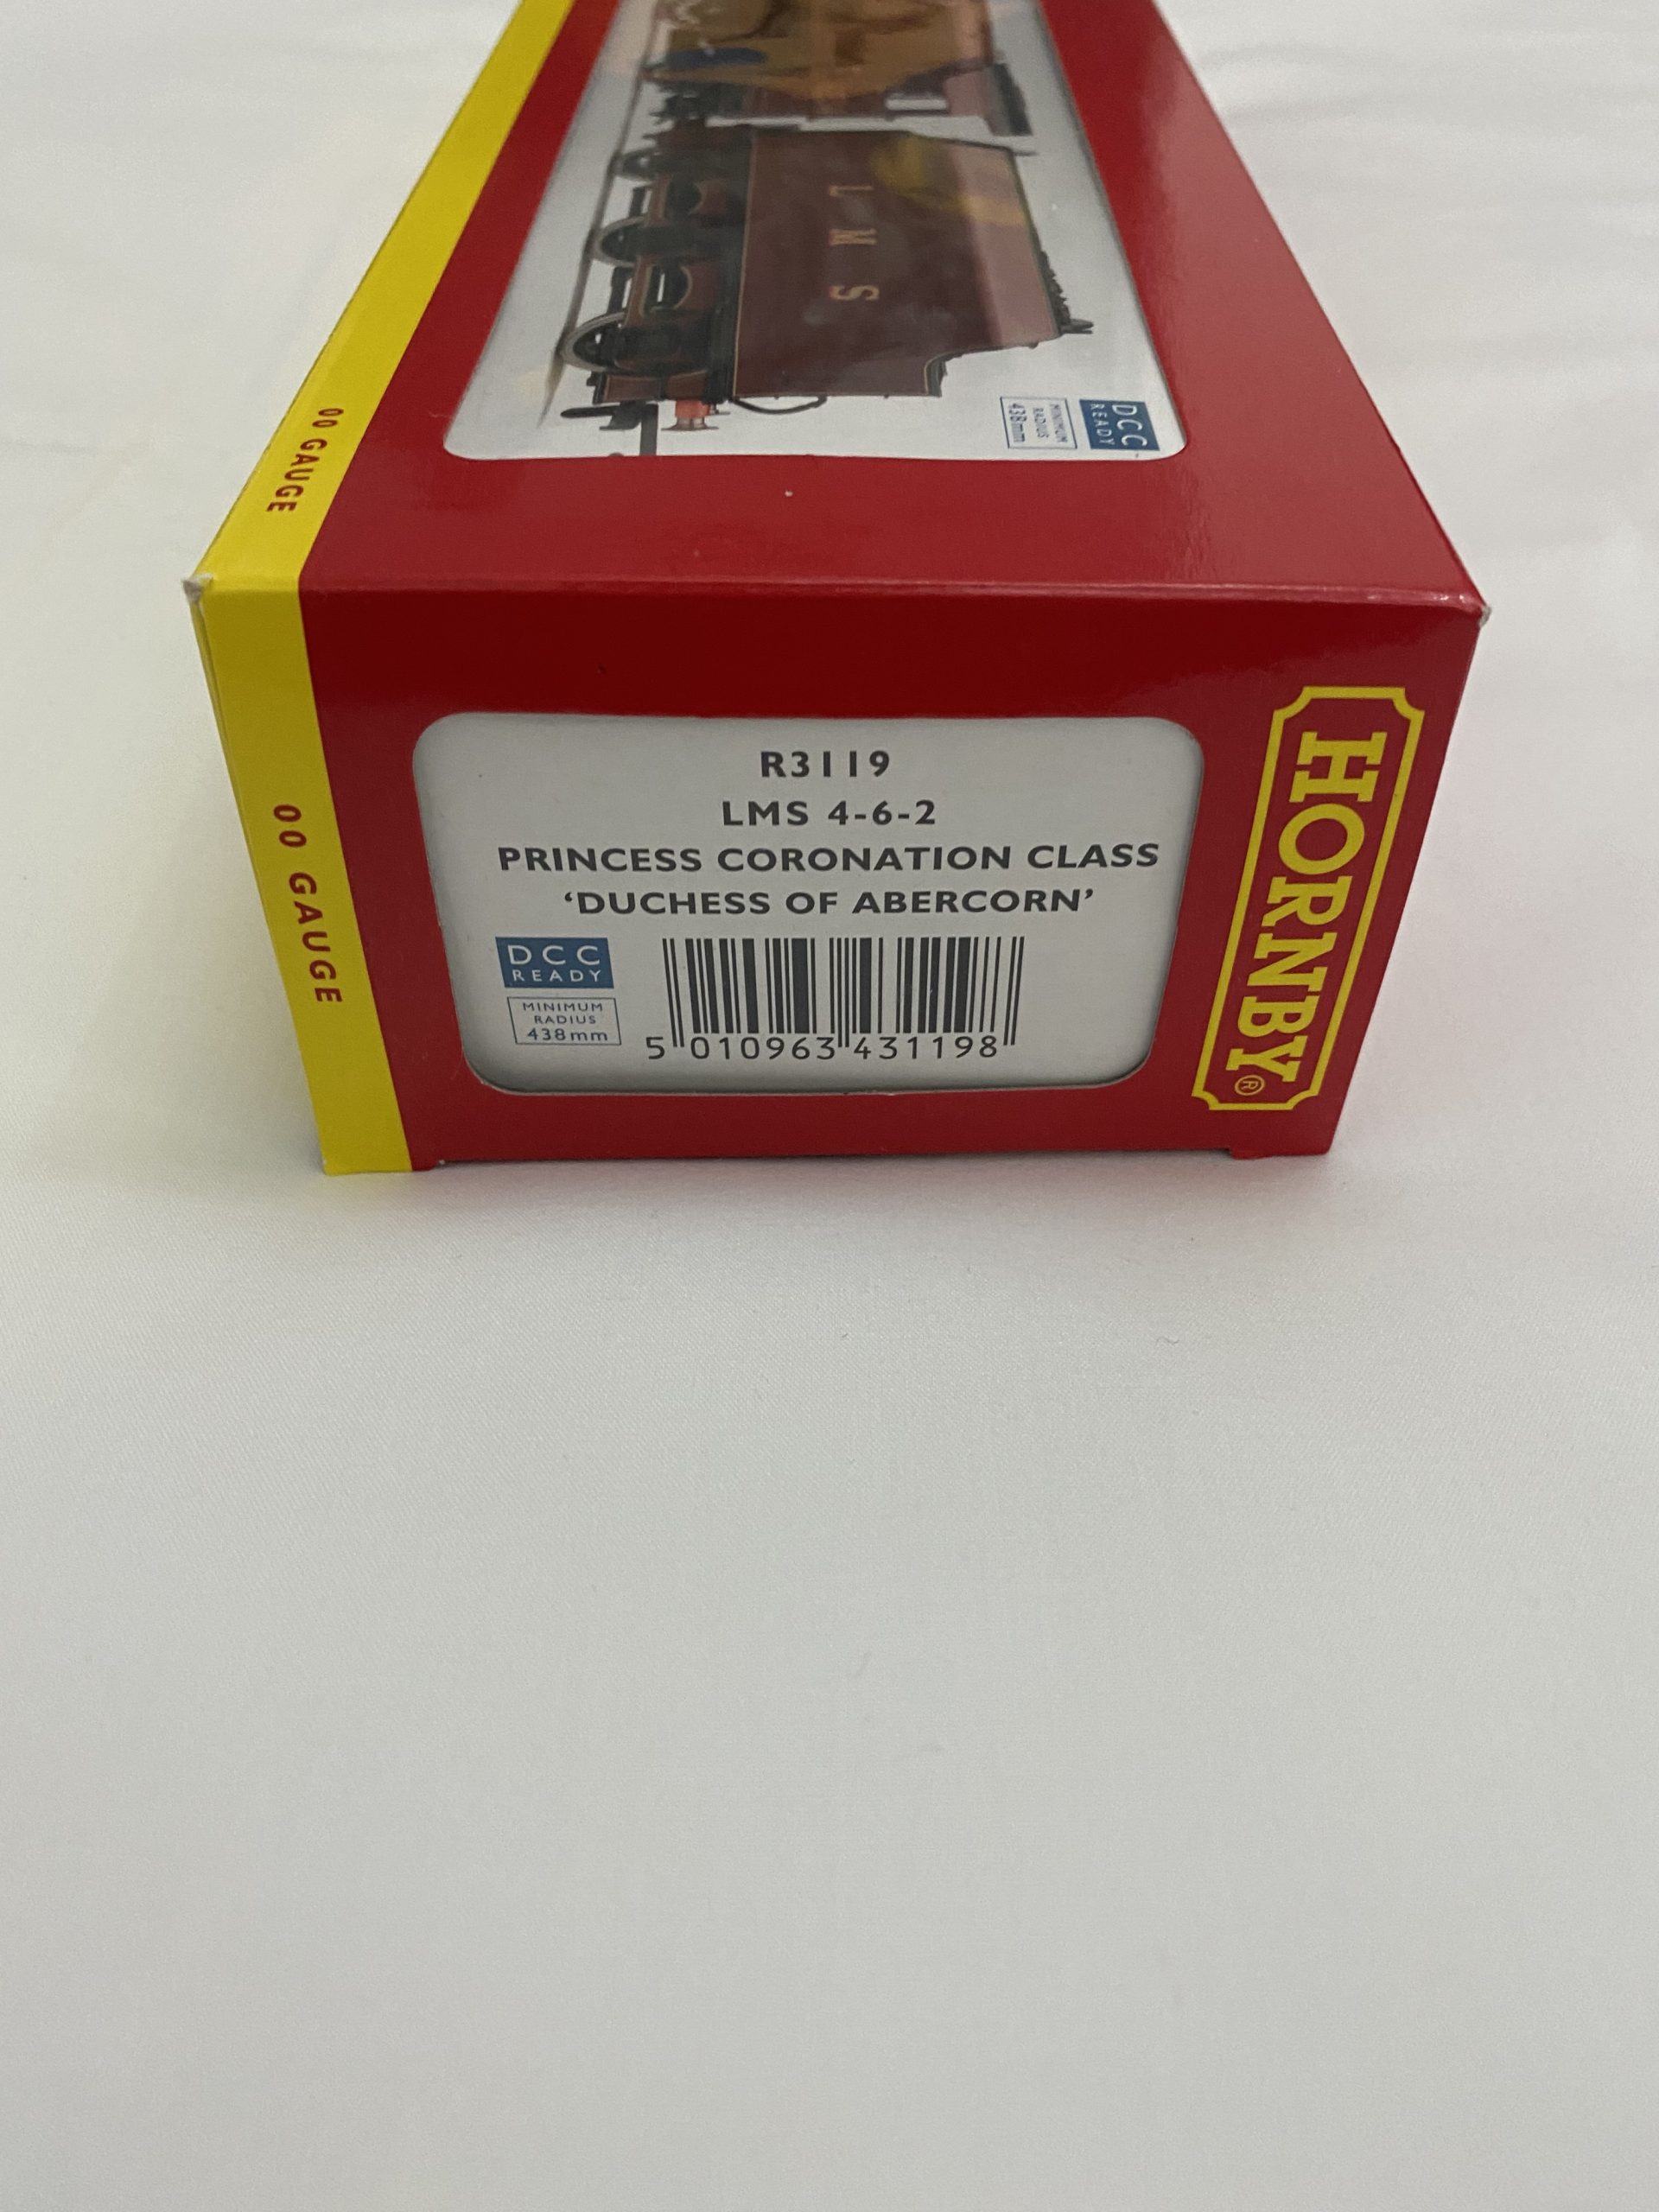 L M S
DCC
READY
MINIMUM
RADIUS
438mm
00 GAUGE
R3119
LMS 4-6-2
PRINCESS CORONATION CLASS
‘DUCHESS OF ABERCORN’
DCC
READY
MINIMUM
RADIUS
438mm
5 010963 431198
00 GAUGE
HORNBY®